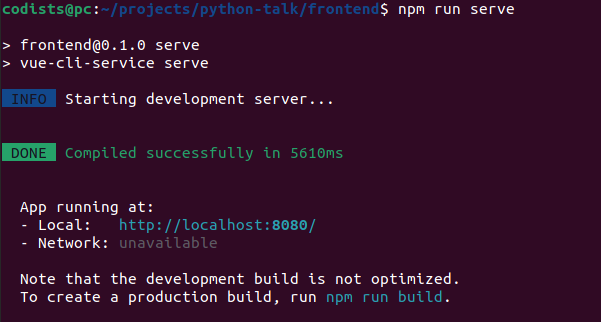 codists@pc:~/projects/python-talk/frontend$ npm run serve
> frontend@0.1.0 serve
> vue-cli-service serve
INFO Starting development server...
DONE Compiled successfully in 5610ms
App running at:
- Local: http://localhost:8080/
- Network: unavailable
Note that the development build is not optimized.
To create a production build, run npm run build.